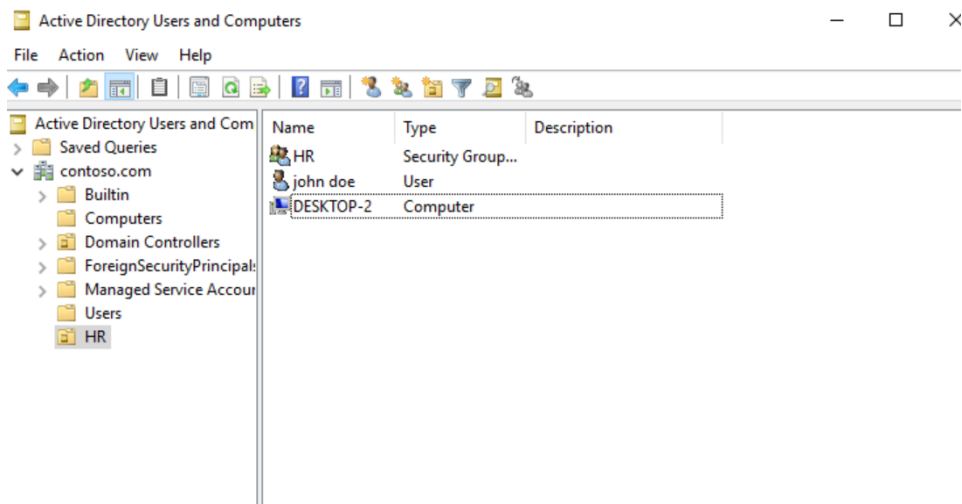 Active Directory Users and Computers
File Action View Help
Active Directory Users and Com
Saved Queries
contoso.com
Builtin
Computers
Domain Controllers
ForeignSecurityPrincipals
Managed Service Accour
Users
HR
Name Type Description
HR Security Group...
john doe User
DESKTOP-2 Computer